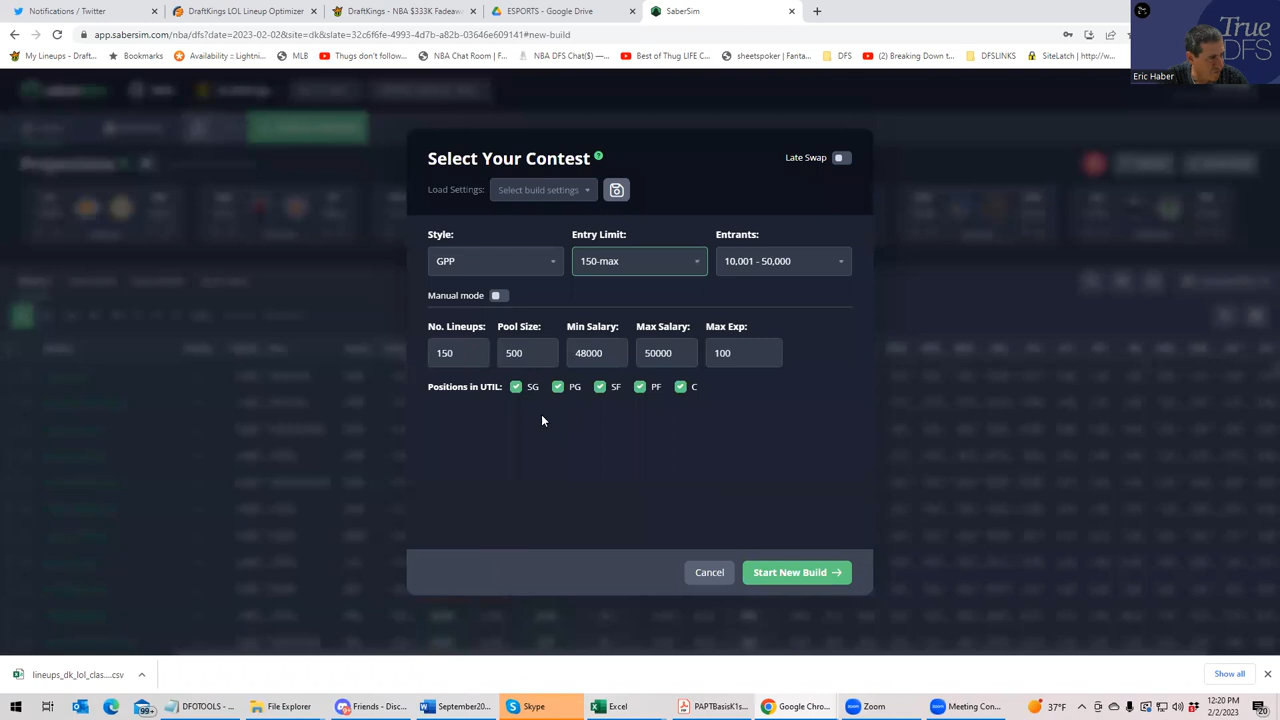 Notifications / Twitter
DraftKings LOL Lineup Optimizer
DraftKings - NBA $333K Fadeaw
ESPORTS - Google Drive
SaberSim
app.sabersim.com/nba/dfs?date=2023-02-02&site=dk&slate=32c6f6fe-4993-4d7b-a82b-03646e609141#new-build
My Lineups - Draft...
Bookmarks
Availability :: Lightni...
MLB
Thugs don't follow...
NBA Chat Room | F...
NBA DFS Chat($) —...
Best of Thug LIFE C...
sheetspoker | Fanta...
DFS
(2) Breaking Down t...
DFSLINKS
SiteLatch | http://w...
True
DFS
Eric Haber
Select Your Contest
Late Swap
Load Settings: Select build settings
Style: Entry Limit: Entrants:
GPP 150-max 10,001 - 50,000
Manual mode
No. Lineups: Pool Size: Min Salary: Max Salary: Max Exp:
150 500 48000 50000 100
Positions in UTIL: SG PG SF PF C
Cancel Start New Build
lineups_dk_lol_clas....csv
Show all
99+
DFOTOOLS - ...
File Explorer
Friends - Disc...
September20...
Skype
Excel
PAPTBasisK1s...
Google Chro...
Zoom
Meeting Con...
37°F
12:20 PM
2/2/2023
20